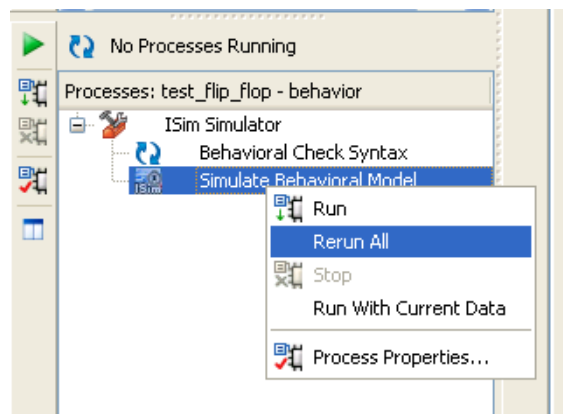 No Processes Running
Processes: test_flip_flop - behavior
ISim Simulator
Behavioral Check Syntax
ISim
Simulate Behavioral Model
Run
Rerun All
Stop
Run With Current Data
Process Properties...